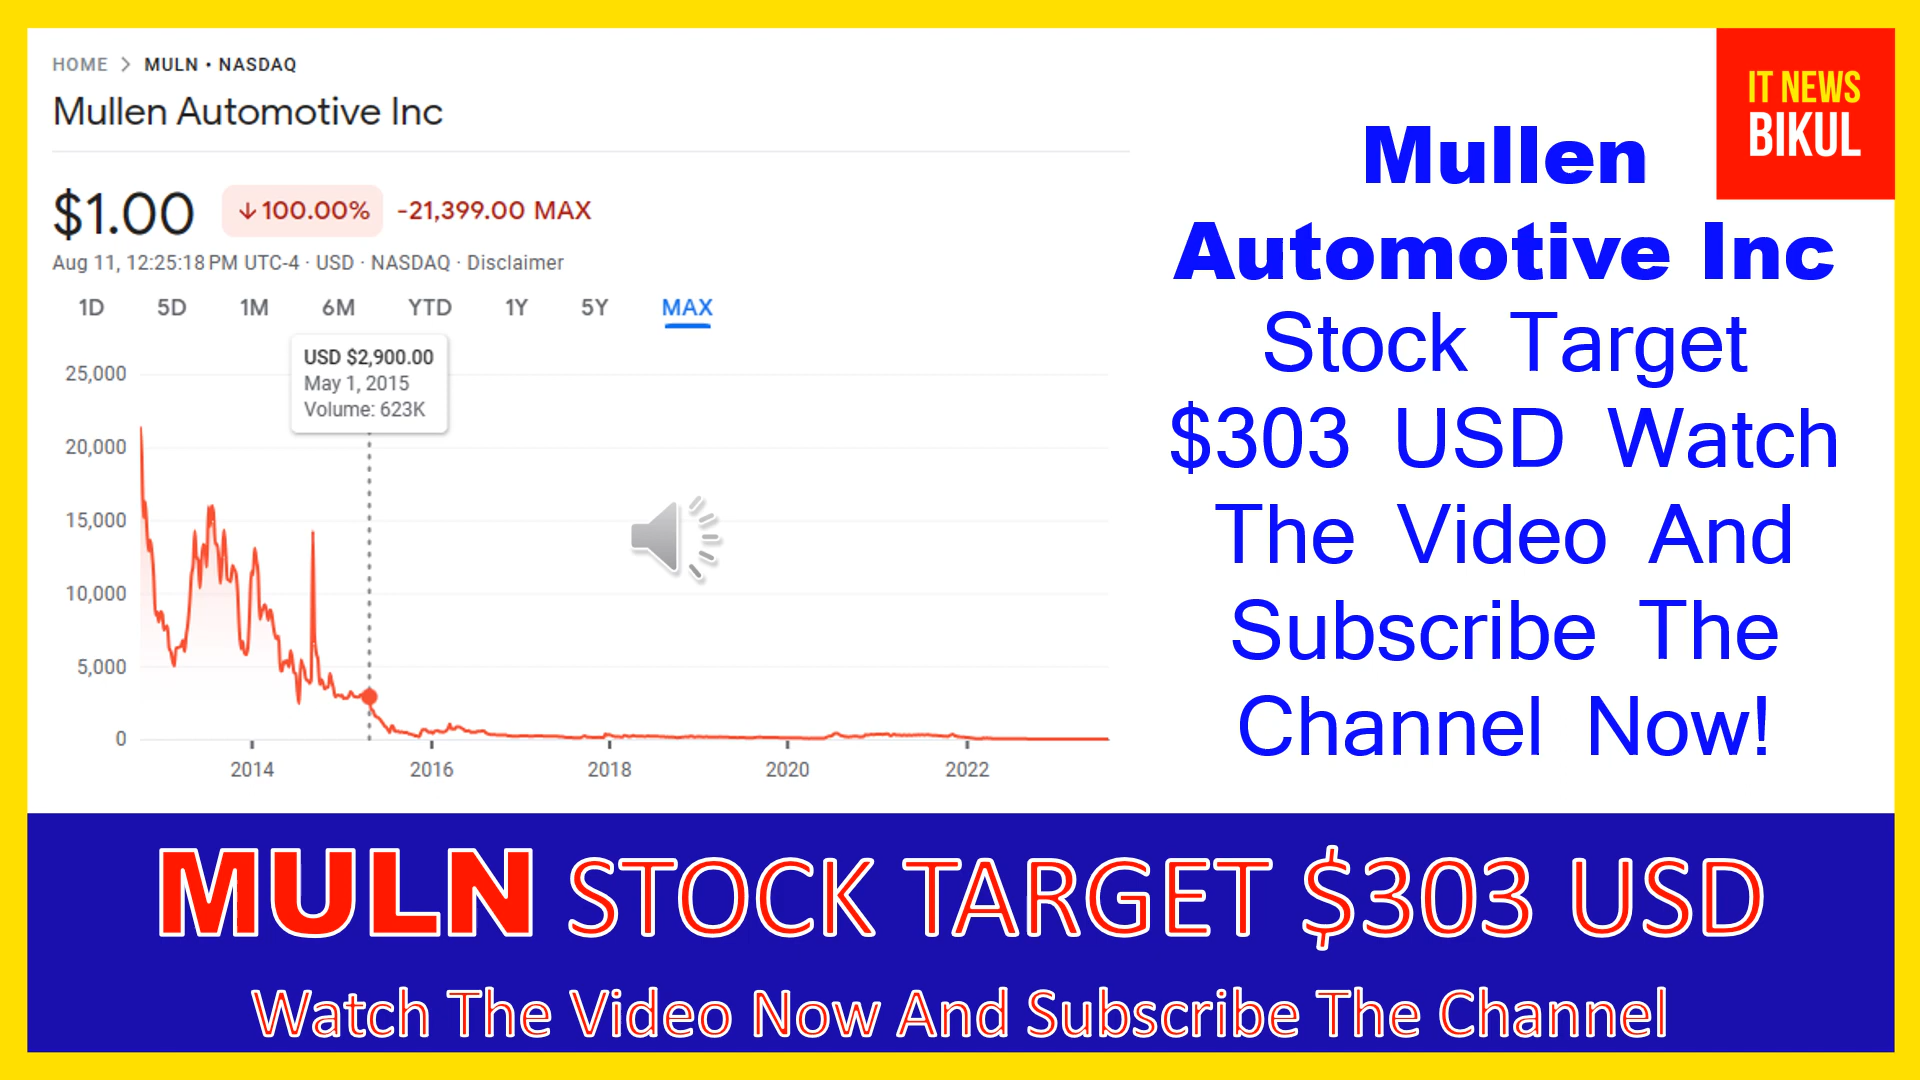 HOME > MULN • NASDAQ
Mullen Automotive Inc
$1.00 ↓100.00% -21,399.00 MAX
Aug 11, 12:25:18 PM UTC-4 · USD · NASDAQ · Disclaimer
1D 5D 1M 6M YTD 1Y 5Y MAX
USD $2,900.00
May 1, 2015
Volume: 623K
25,000
20,000
15,000
10,000
5,000
0
2014 2016 2018 2020 2022
IT NEWS
BIKUL
Mullen
Automotive Inc
Stock Target
$303 USD Watch
The Video And
Subscribe The
Channel Now!
MULN STOCK TARGET $303 USD
Watch The Video Now And Subscribe The Channel